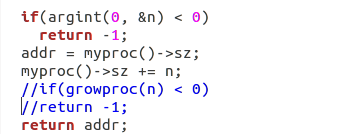 if(argint(0, &n) < 0)
return -1;
addr = myproc()->sz;
myproc()->sz += n;
//if(growproc(n) < 0)
//return -1;
return addr;